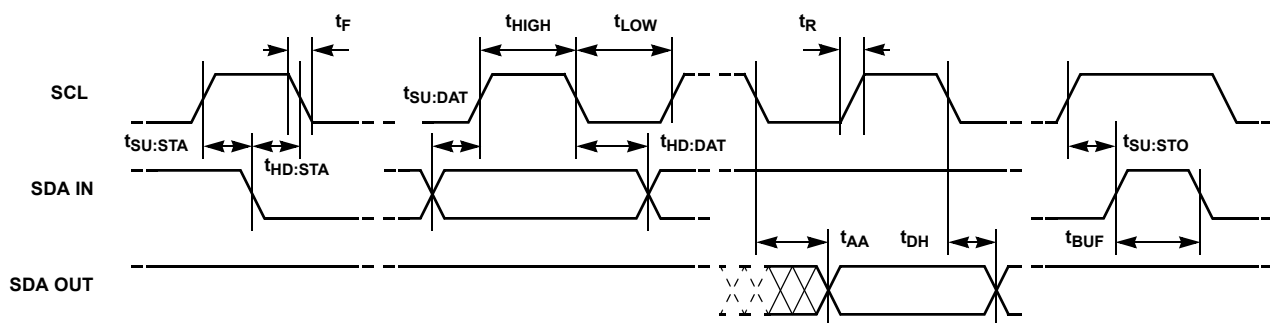 tF
tHIGH
tLOW
tR
SCL
tSU:DAT
tSU:STA
tHD:STA
tHD:DAT
tSU:STO
SDA IN
tAA
tDH
tBUF
SDA OUT